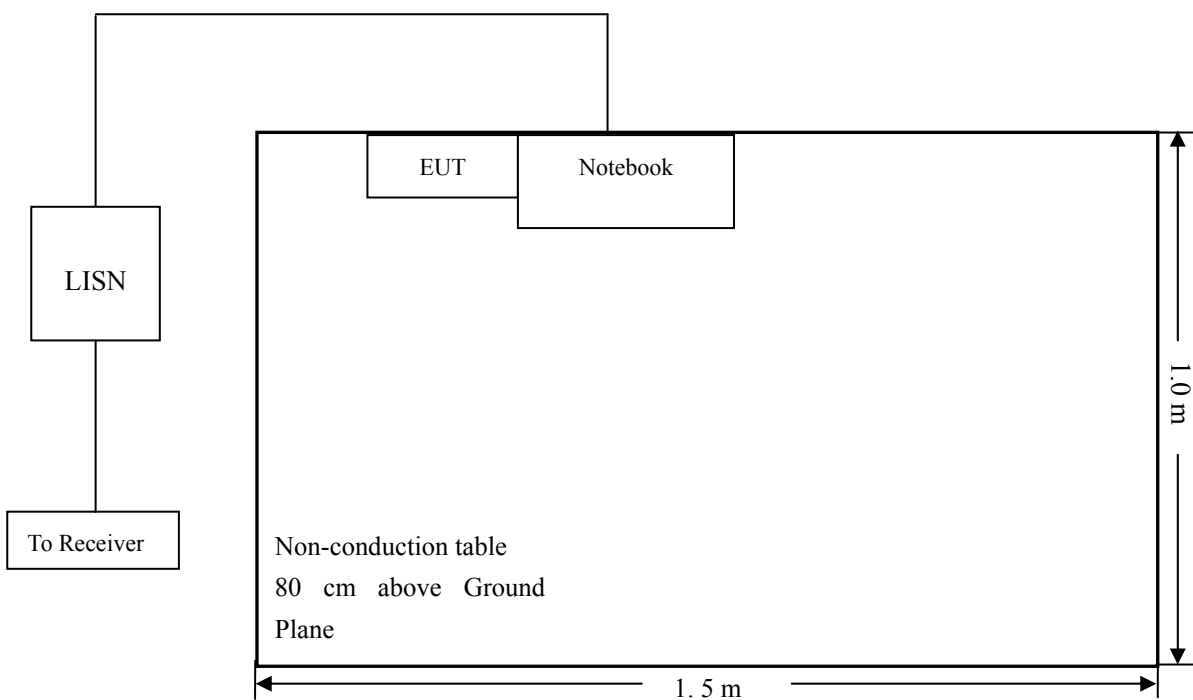 EUT
Notebook
LISN
1.0 m
To Receiver
Non-conduction table
80 cm above Ground
Plane
1. 5 m